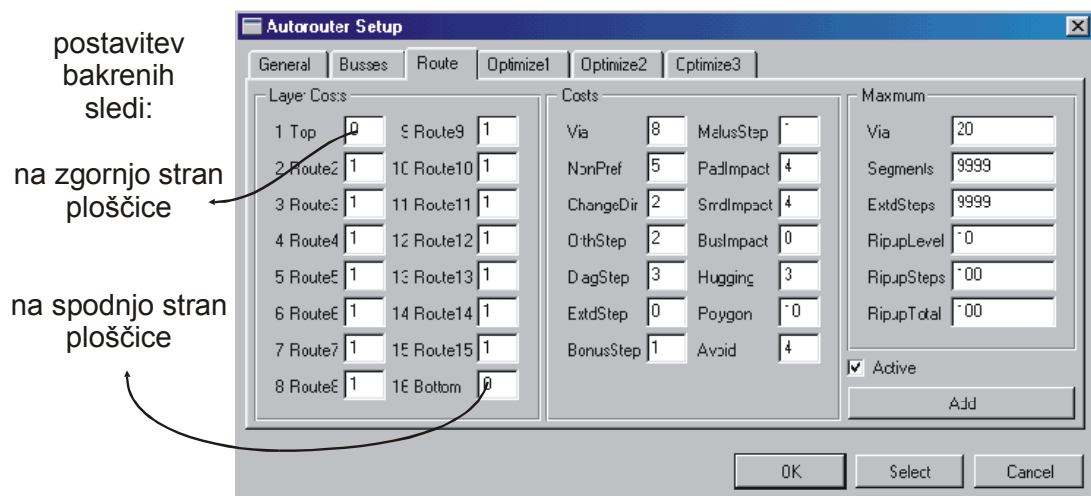 postavitev
bakrenih
sledi:
na zgornjo stran
ploščice
na spodnjo stran
ploščice
Autorouter Setup
General Busses Route Optimize1 Optimize2 Optimize3
Layer Costs
1 Top 0 9 Route9 1
2 Route2 1 10 Route10 1
3 Route3 1 11 Route11 1
4 Route4 1 12 Route12 1
5 Route5 1 13 Route13 1
6 Route6 1 14 Route14 1
7 Route7 1 15 Route15 1
8 Route8 1 16 Bottom 0
Costs
Via 8 MalusStep
NonPref 5 PadImpact 4
ChangeDir 2 SmdImpact 4
OrthStep 2 BusImpact 0
DiagStep 3 Hugging 3
ExtdStep 0 Polygon 10
BonusStep 1 Avoid 4
Maximum
Via 20
Segments 9999
ExtdSteps 9999
RipupLevel 10
RipupSteps 100
RipupTotal 100
Active
Add
OK Select Cancel